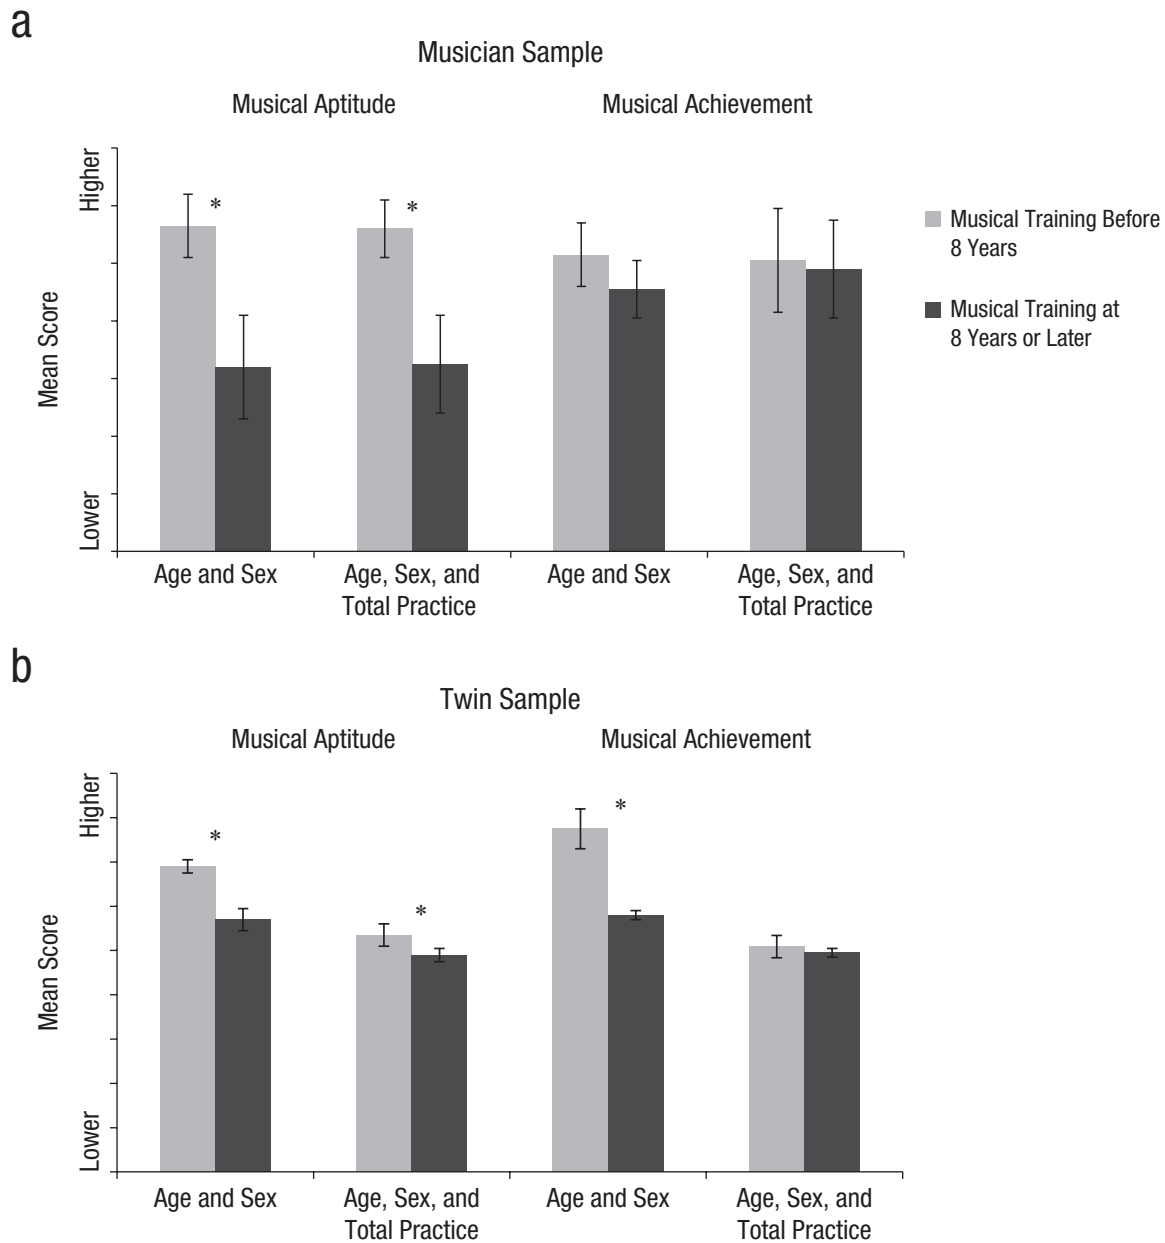 a
Musician Sample
Musical Aptitude
Musical Achievement
Higher
Mean Score
Lower
*
*
Musical Training Before
8 Years
Musical Training at
8 Years or Later
Age and Sex
Age, Sex, and
Total Practice
Age and Sex
Age, Sex, and
Total Practice
b
Twin Sample
Musical Aptitude
Musical Achievement
Higher
Mean Score
Lower
*
*
*
Age and Sex
Age, Sex, and
Total Practice
Age and Sex
Age, Sex, and
Total Practice